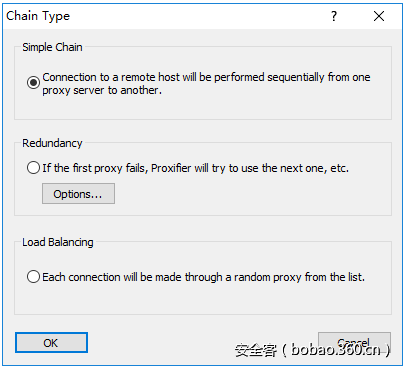 Chain Type
?
Simple Chain
Connection to a remote host will be performed sequentially from one
proxy server to another.
Redundancy
If the first proxy fails, Proxifier will try to use the next one, etc.
Options...
Load Balancing
Each connection will be made through a random proxy from the list.
OK
Cancel
安全客（bobao.360.cn）